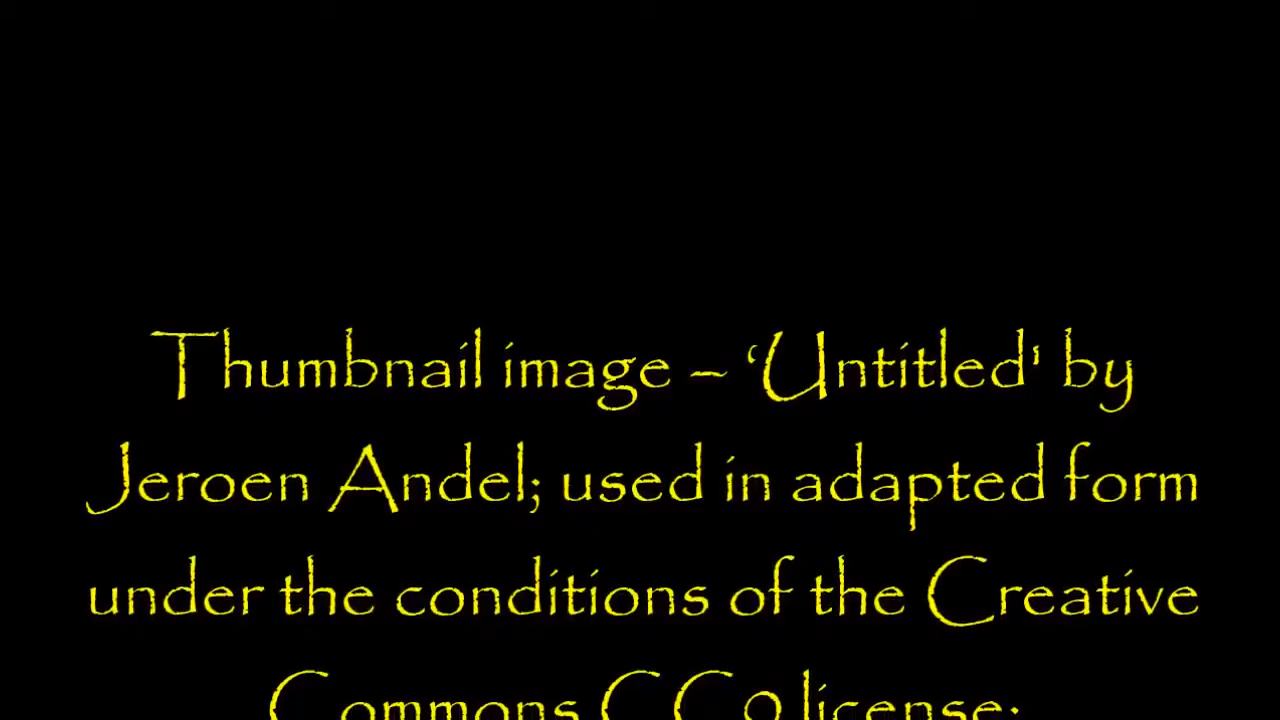 Thumbnail image – ‘Untitled' by
Jeroen Andel; used in adapted form
under the conditions of the Creative
Commons CC0 license: